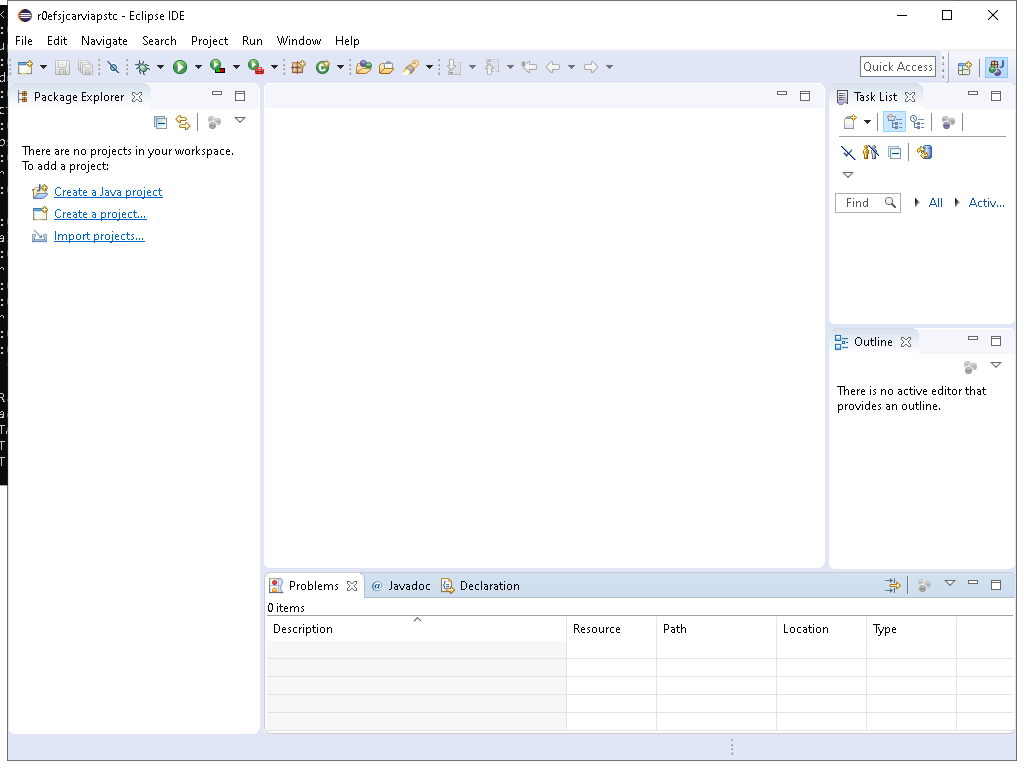 r0efsjcarviapstc - Eclipse IDE
File Edit Navigate Search Project Run Window Help
Quick Access
Package Explorer
There are no projects in your workspace.
To add a project:
Create a Java project
Create a project...
Import projects...
Task List
Find All Activ...
Outline
There is no active editor that
provides an outline.
Problems @ Javadoc Declaration
0 items
Description Resource Path Location Type